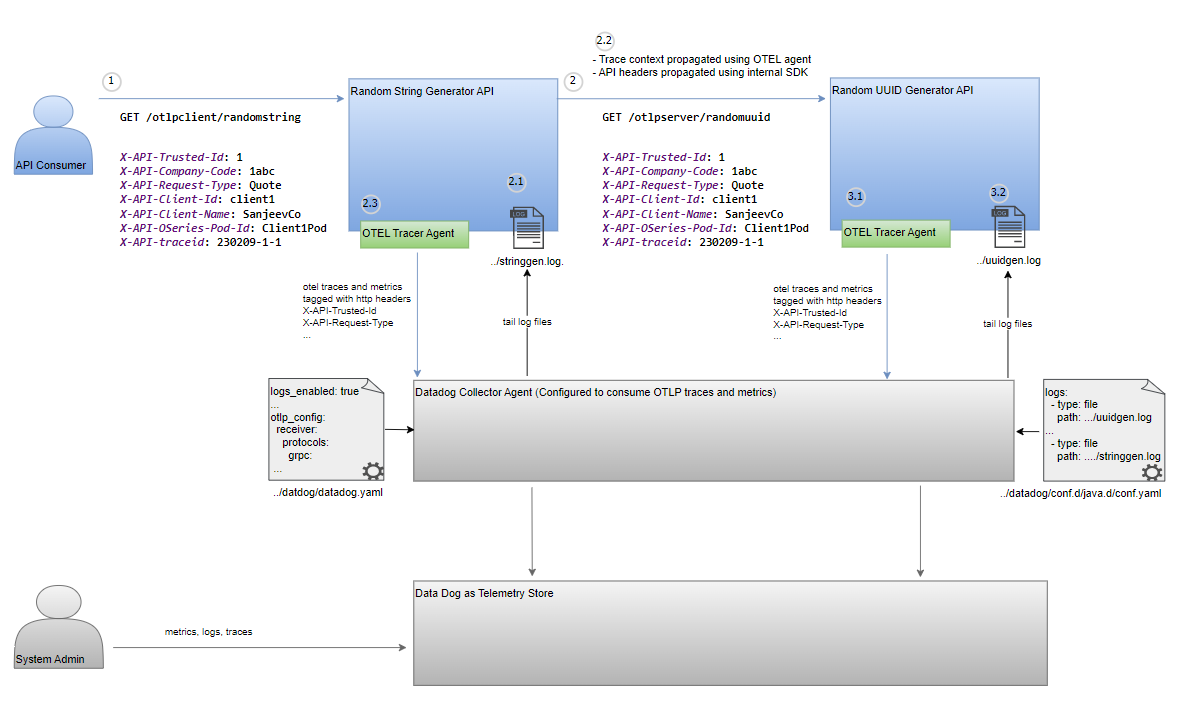 2.2
- Trace context propagated using OTEL agent
- API headers propagated using internal SDK
1
2
Random String Generator API
Random UUID Generator API
GET /otlpclient/randomstring
GET /otlpserver/randomuuid
API Consumer
X-API-Trusted-Id: 1
X-API-Company-Code: 1abc
X-API-Request-Type: Quote
X-API-Client-Id: client1
X-API-Client-Name: SanjeevCo
X-API-OSeries-Pod-Id: Client1Pod
X-API-traceid: 230209-1-1
2.1
2.3
LOG
OTEL Tracer Agent
../stringgen.log.
X-API-Trusted-Id: 1
X-API-Company-Code: 1abc
X-API-Request-Type: Quote
X-API-Client-Id: client1
X-API-Client-Name: SanjeevCo
X-API-OSeries-Pod-Id: Client1Pod
X-API-traceid: 230209-1-1
3.1
3.2
LOG
OTEL Tracer Agent
../uuidgen.log
otel traces and metrics
tagged with http headers
X-API-Trusted-Id
X-API-Request-Type
...
tail log files
otel traces and metrics
tagged with http headers
X-API-Trusted-Id
X-API-Request-Type
...
tail log files
logs_enabled: true
...
otlp_config:
receiver:
protocols:
grpc:
...
../datdog/datadog.yaml
Datadog Collector Agent (Configured to consume OTLP traces and metrics)
logs:
- type: file
path: .../uuidgen.log
...
- type: file
path: ..../stringgen.log
../datadog/conf.d/java.d/conf.yaml
Data Dog as Telemetry Store
metrics, logs, traces
System Admin